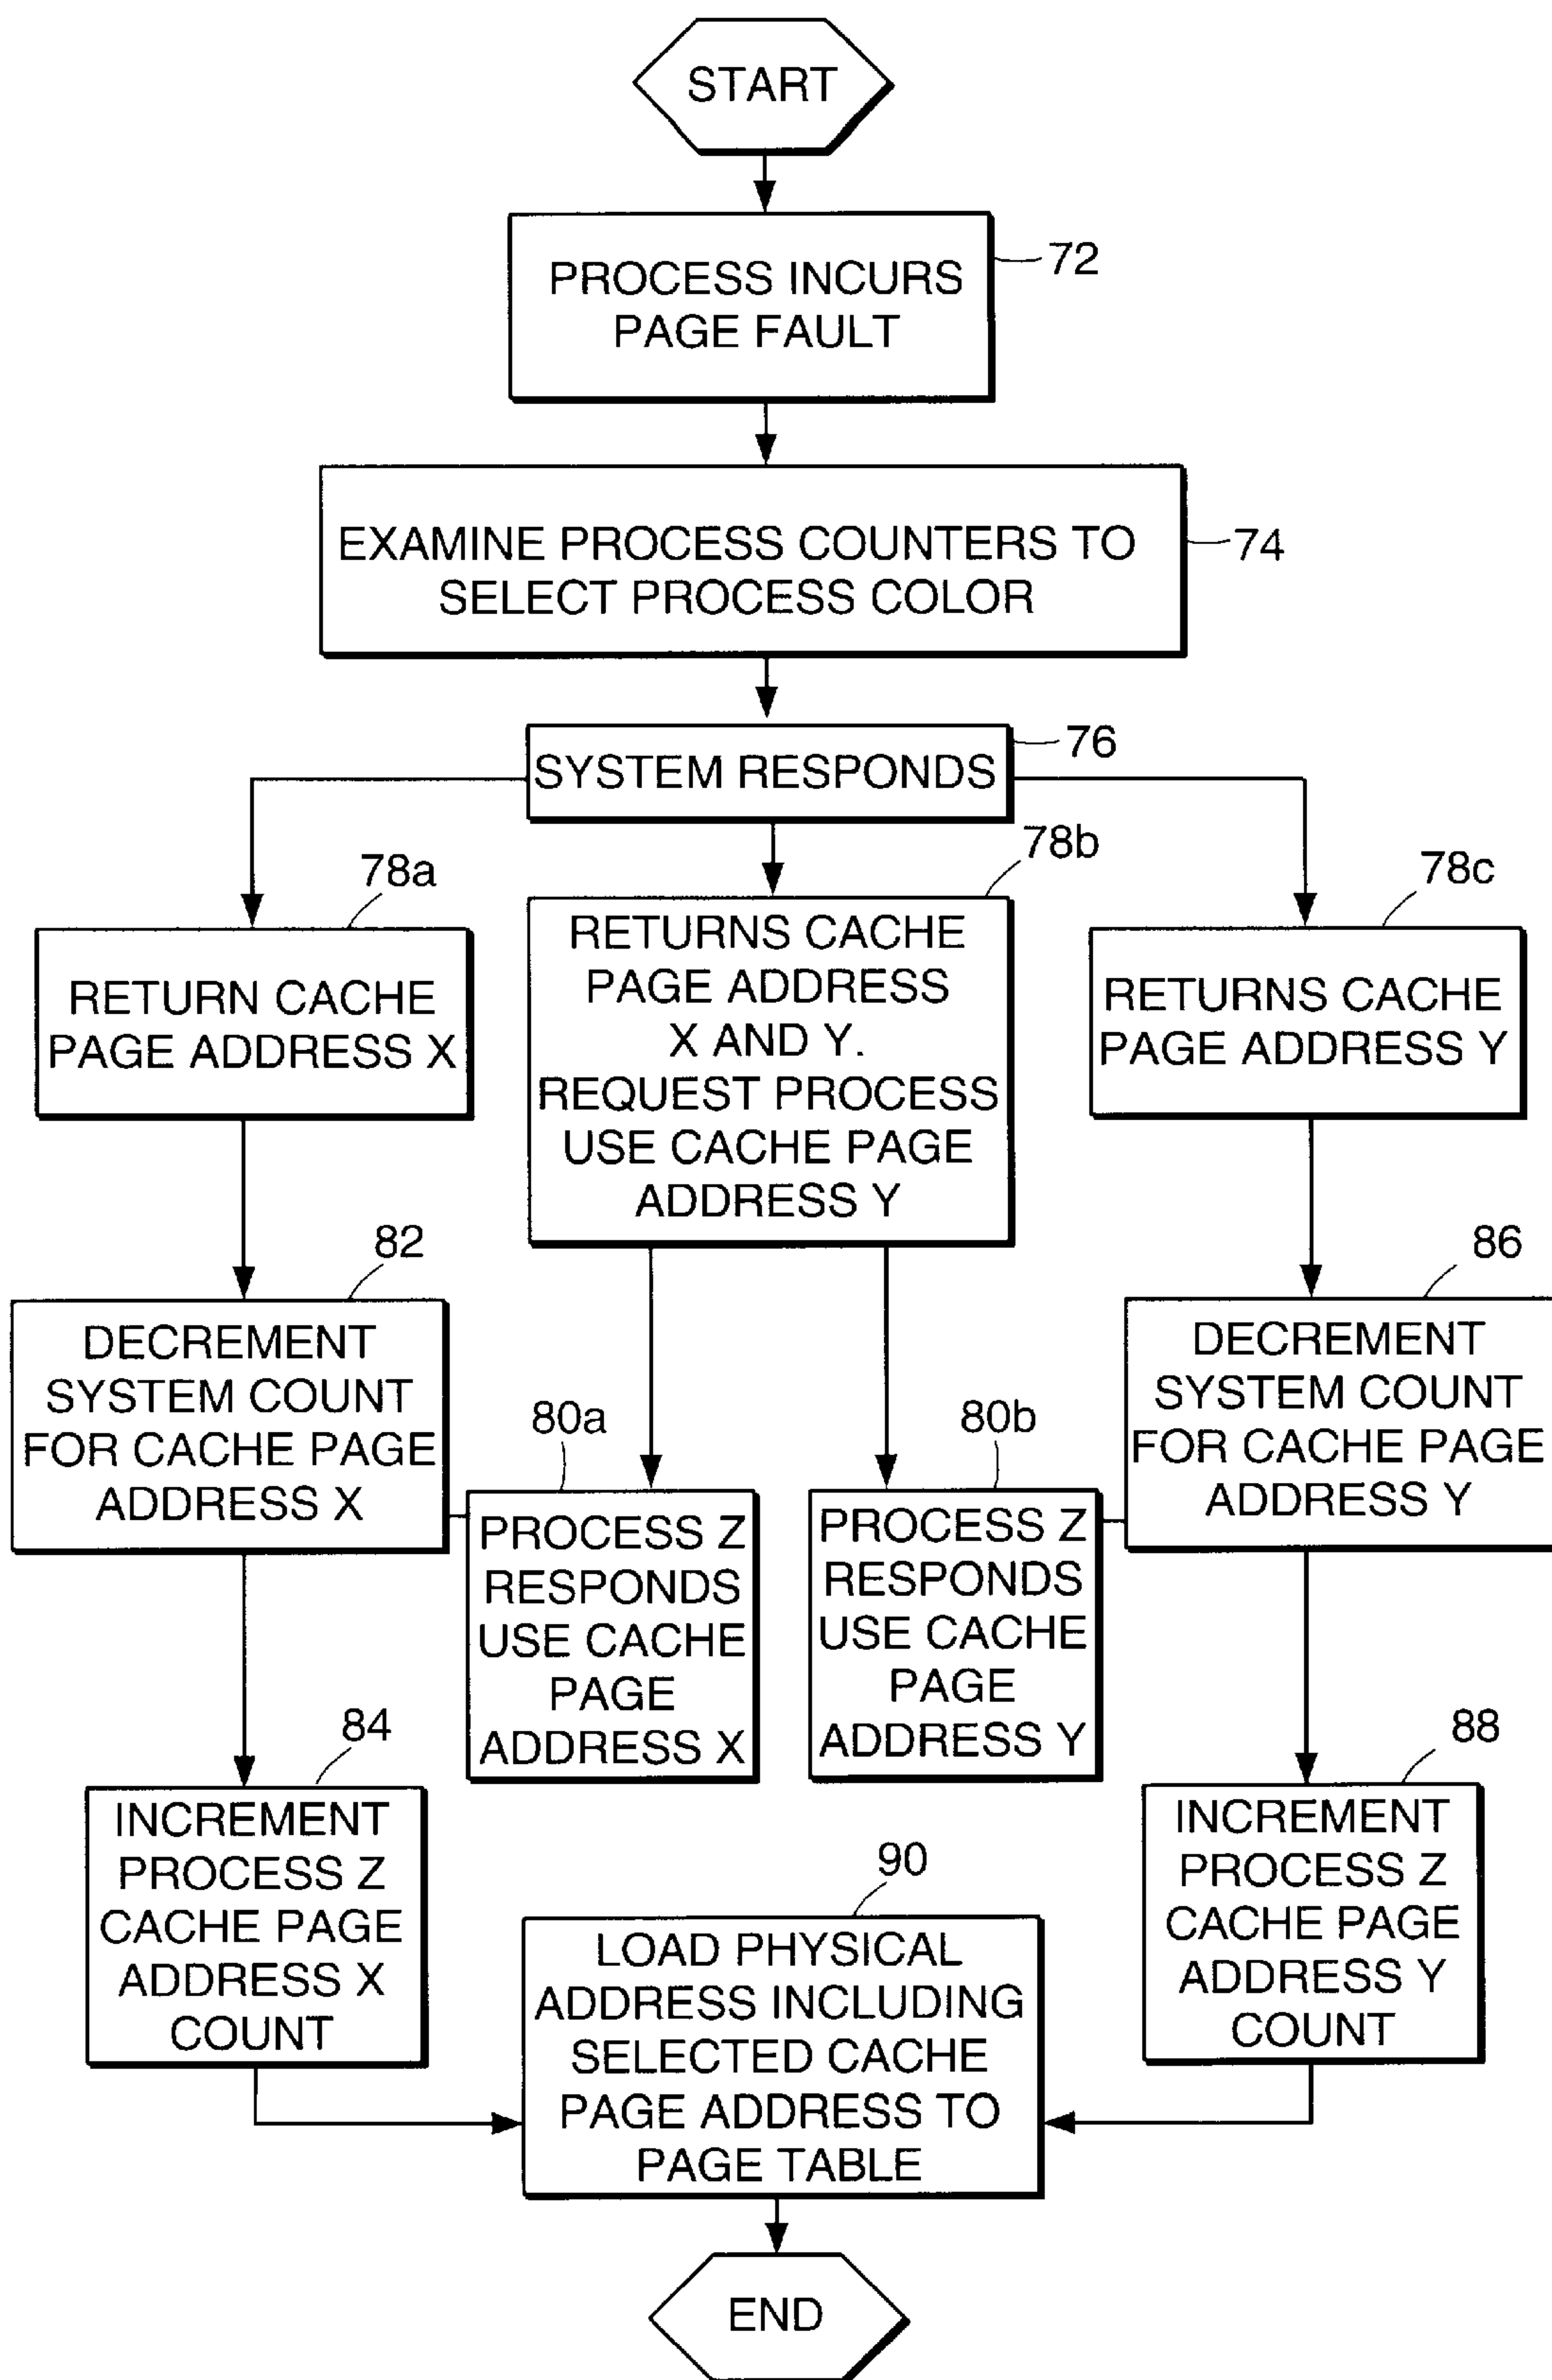 START
PROCESS INCURS
PAGE FAULT
72
EXAMINE PROCESS COUNTERS TO
SELECT PROCESS COLOR
74
SYSTEM RESPONDS
76
78a
RETURN CACHE
PAGE ADDRESS X
78b
RETURNS CACHE
PAGE ADDRESS
X AND Y.
REQUEST PROCESS
USE CACHE PAGE
ADDRESS Y
78c
RETURNS CACHE
PAGE ADDRESS Y
82
DECREMENT
SYSTEM COUNT
FOR CACHE PAGE
ADDRESS X
80a
PROCESS Z
RESPONDS
USE CACHE
PAGE
ADDRESS X
80b
PROCESS Z
RESPONDS
USE CACHE
PAGE
ADDRESS Y
86
DECREMENT
SYSTEM COUNT
FOR CACHE PAGE
ADDRESS Y
84
INCREMENT
PROCESS Z
CACHE PAGE
ADDRESS X
COUNT
88
INCREMENT
PROCESS Z
CACHE PAGE
ADDRESS Y
COUNT
90
LOAD PHYSICAL
ADDRESS INCLUDING
SELECTED CACHE
PAGE ADDRESS TO
PAGE TABLE
END